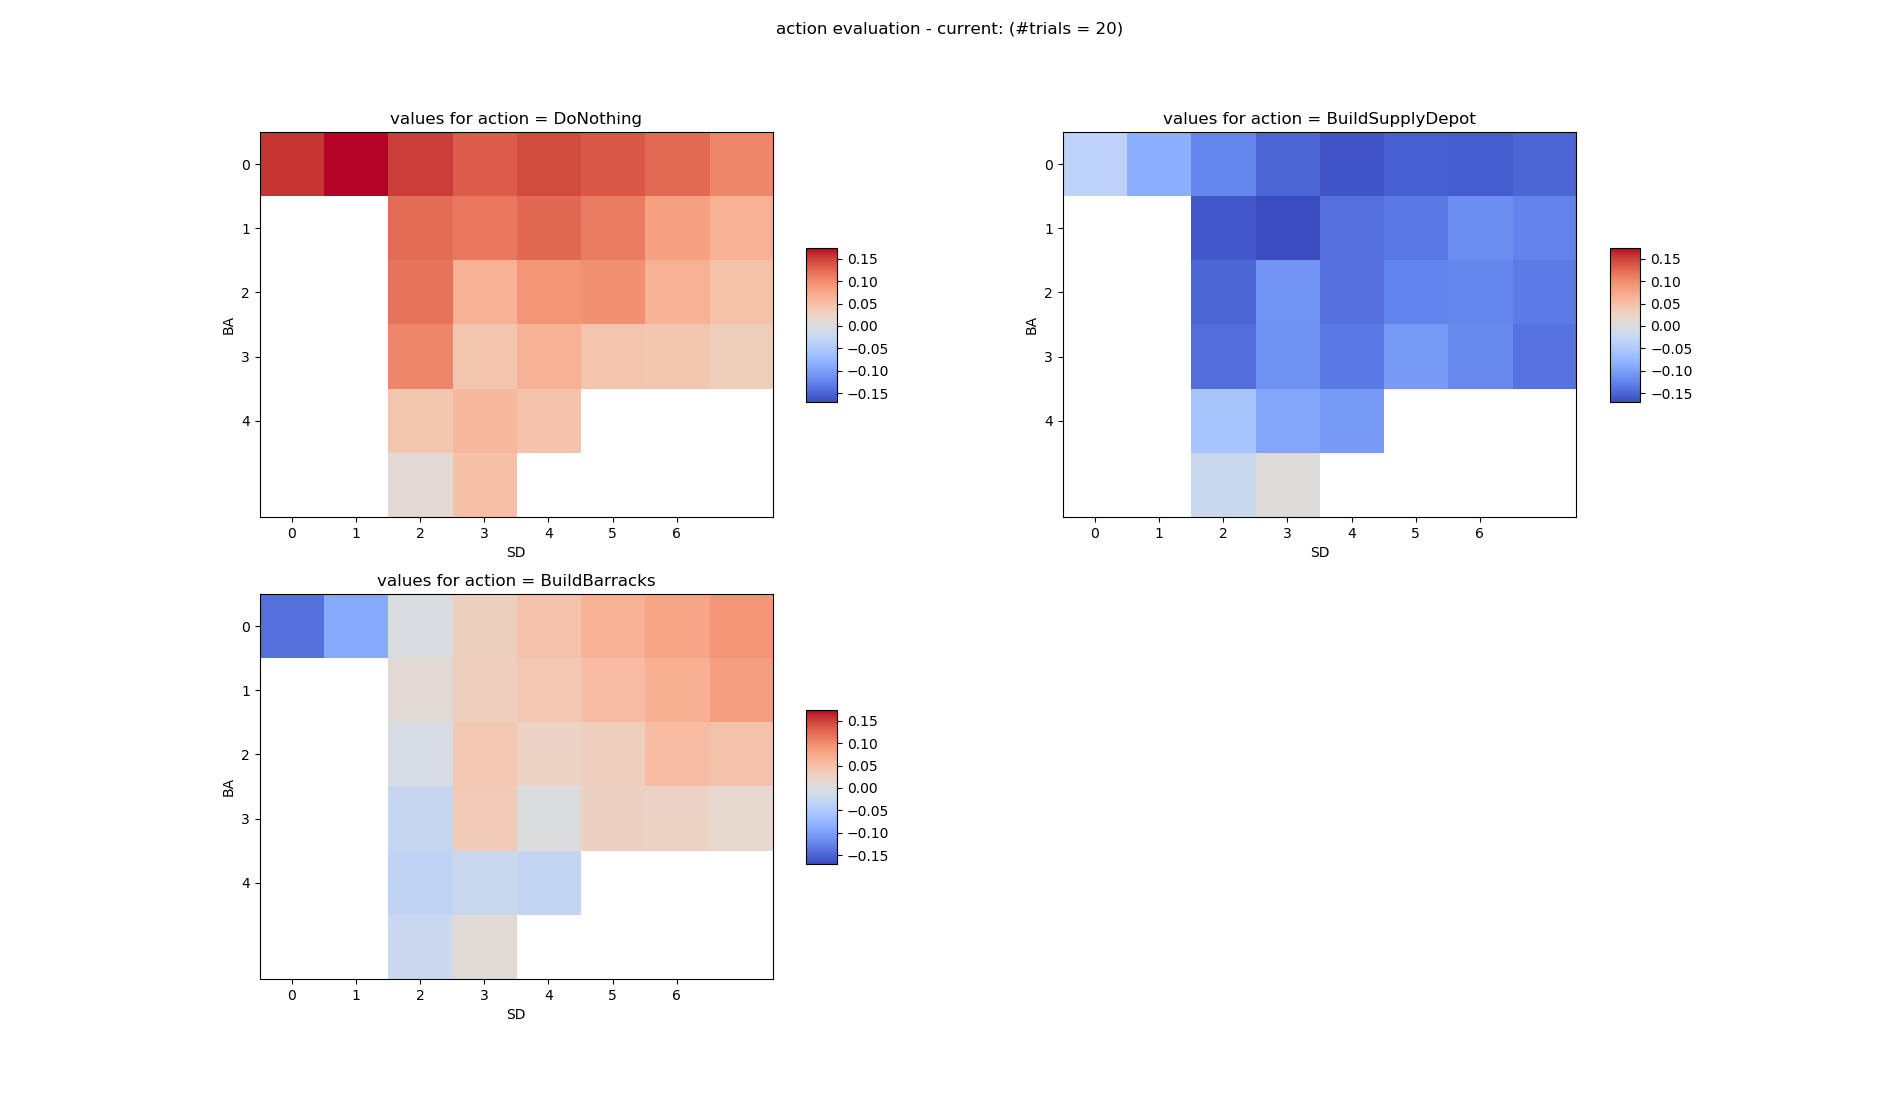 action evaluation - current: (#trials = 20)
values for action = DoNothing
0
1
2
3
4
BA
0 1 2 3 4 5 6
SD
0.15
0.10
0.05
0.00
−0.05
−0.10
−0.15
values for action = BuildSupplyDepot
0
1
2
3
4
BA
0 1 2 3 4 5 6
SD
0.15
0.10
0.05
0.00
−0.05
−0.10
−0.15
values for action = BuildBarracks
0
1
2
3
4
BA
0 1 2 3 4 5 6
SD
0.15
0.10
0.05
0.00
−0.05
−0.10
−0.15